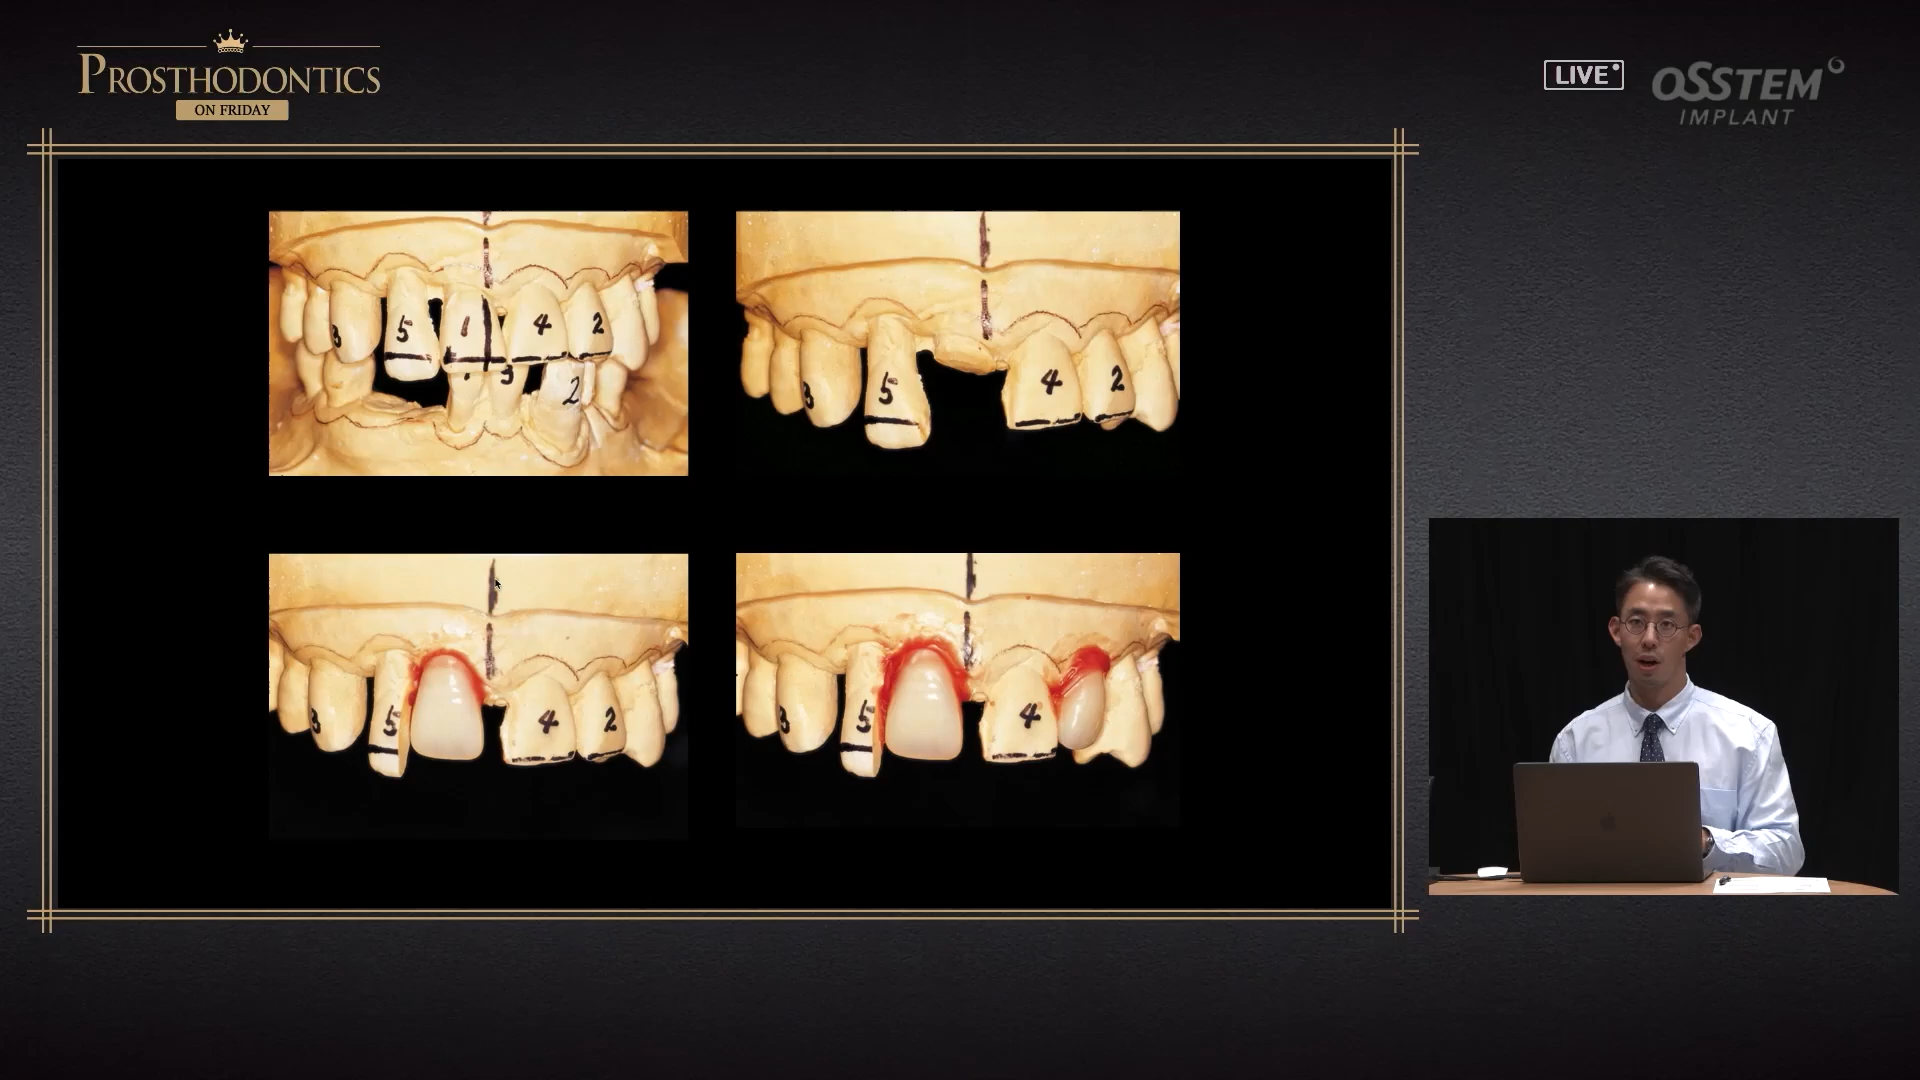 PROSTHODONTICS
ON FRIDAY
LIVE
OSSTEM
IMPLANT
3 5 1 4 2
3 2
3 5 4 2
3 5 4 2
3 5 4